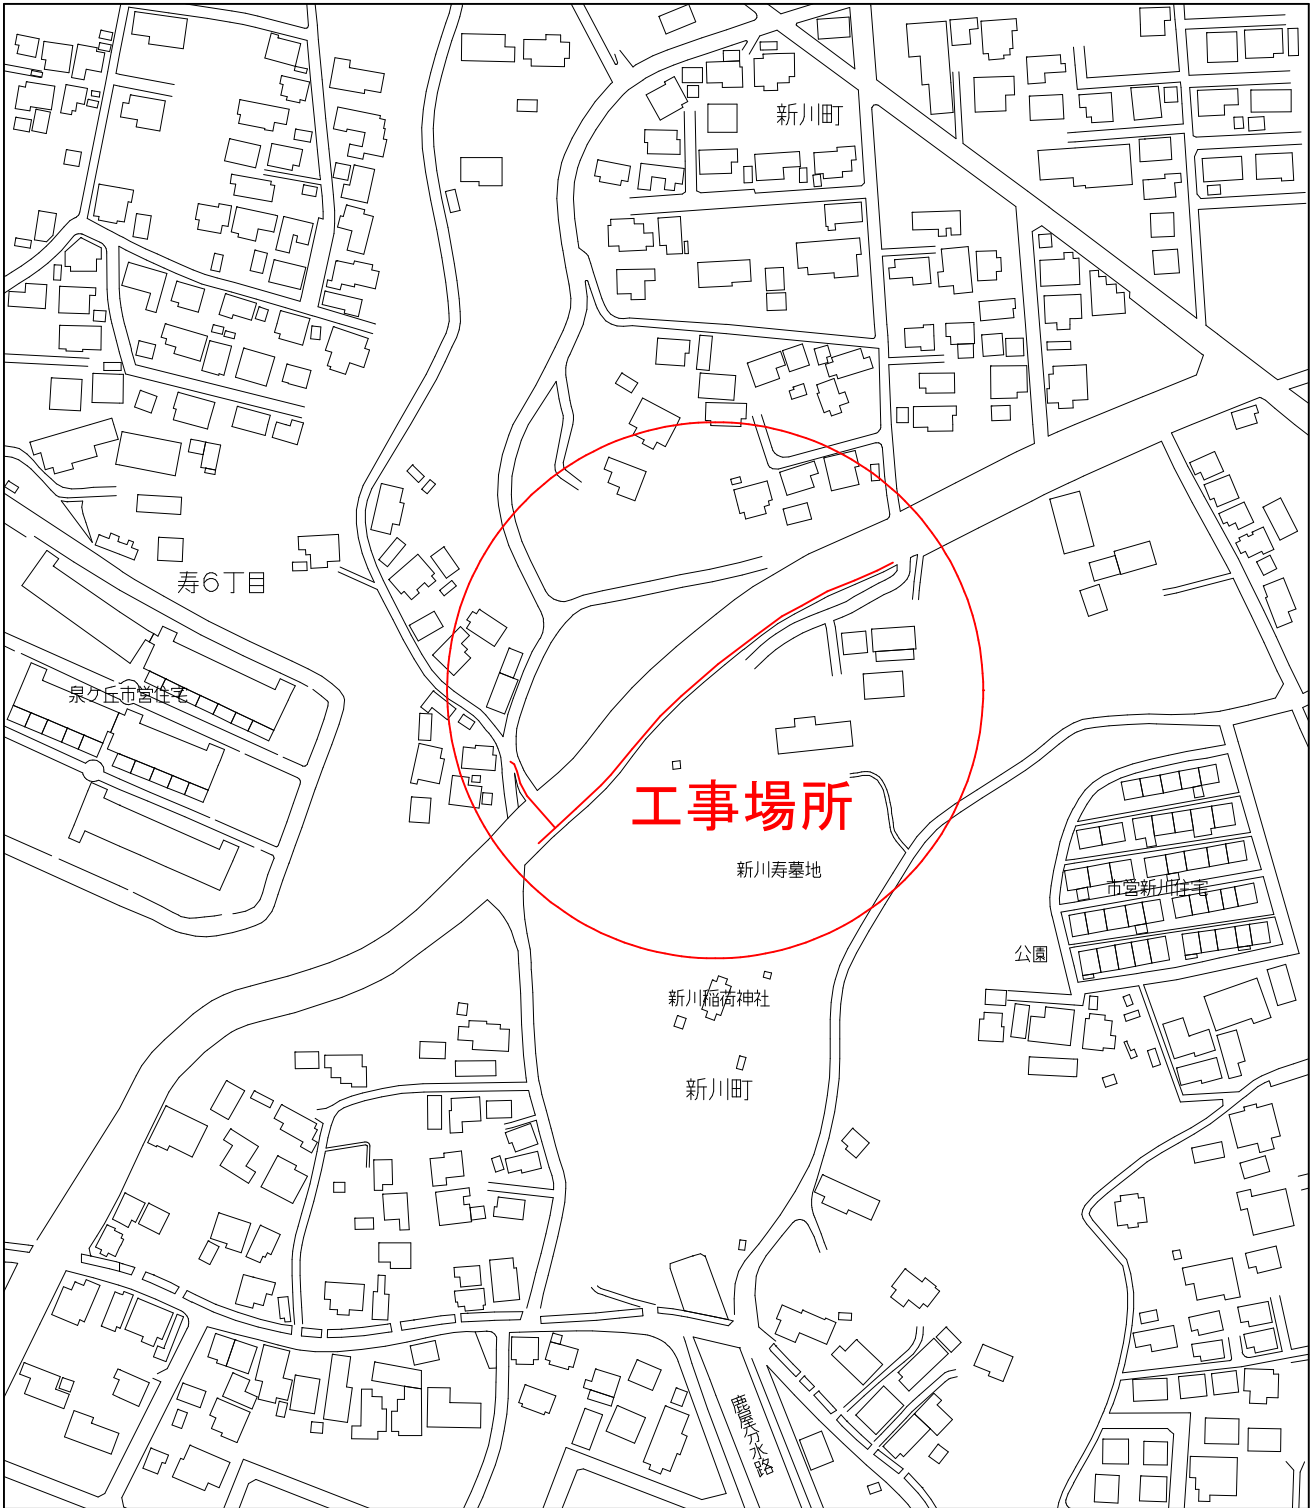 新川町
寿6丁目
泉ケ丘市営住宅
工事場所
新川寿墓地
市営新川住宅
公園
新川稲荷神社
新川町
鹿屋分水路